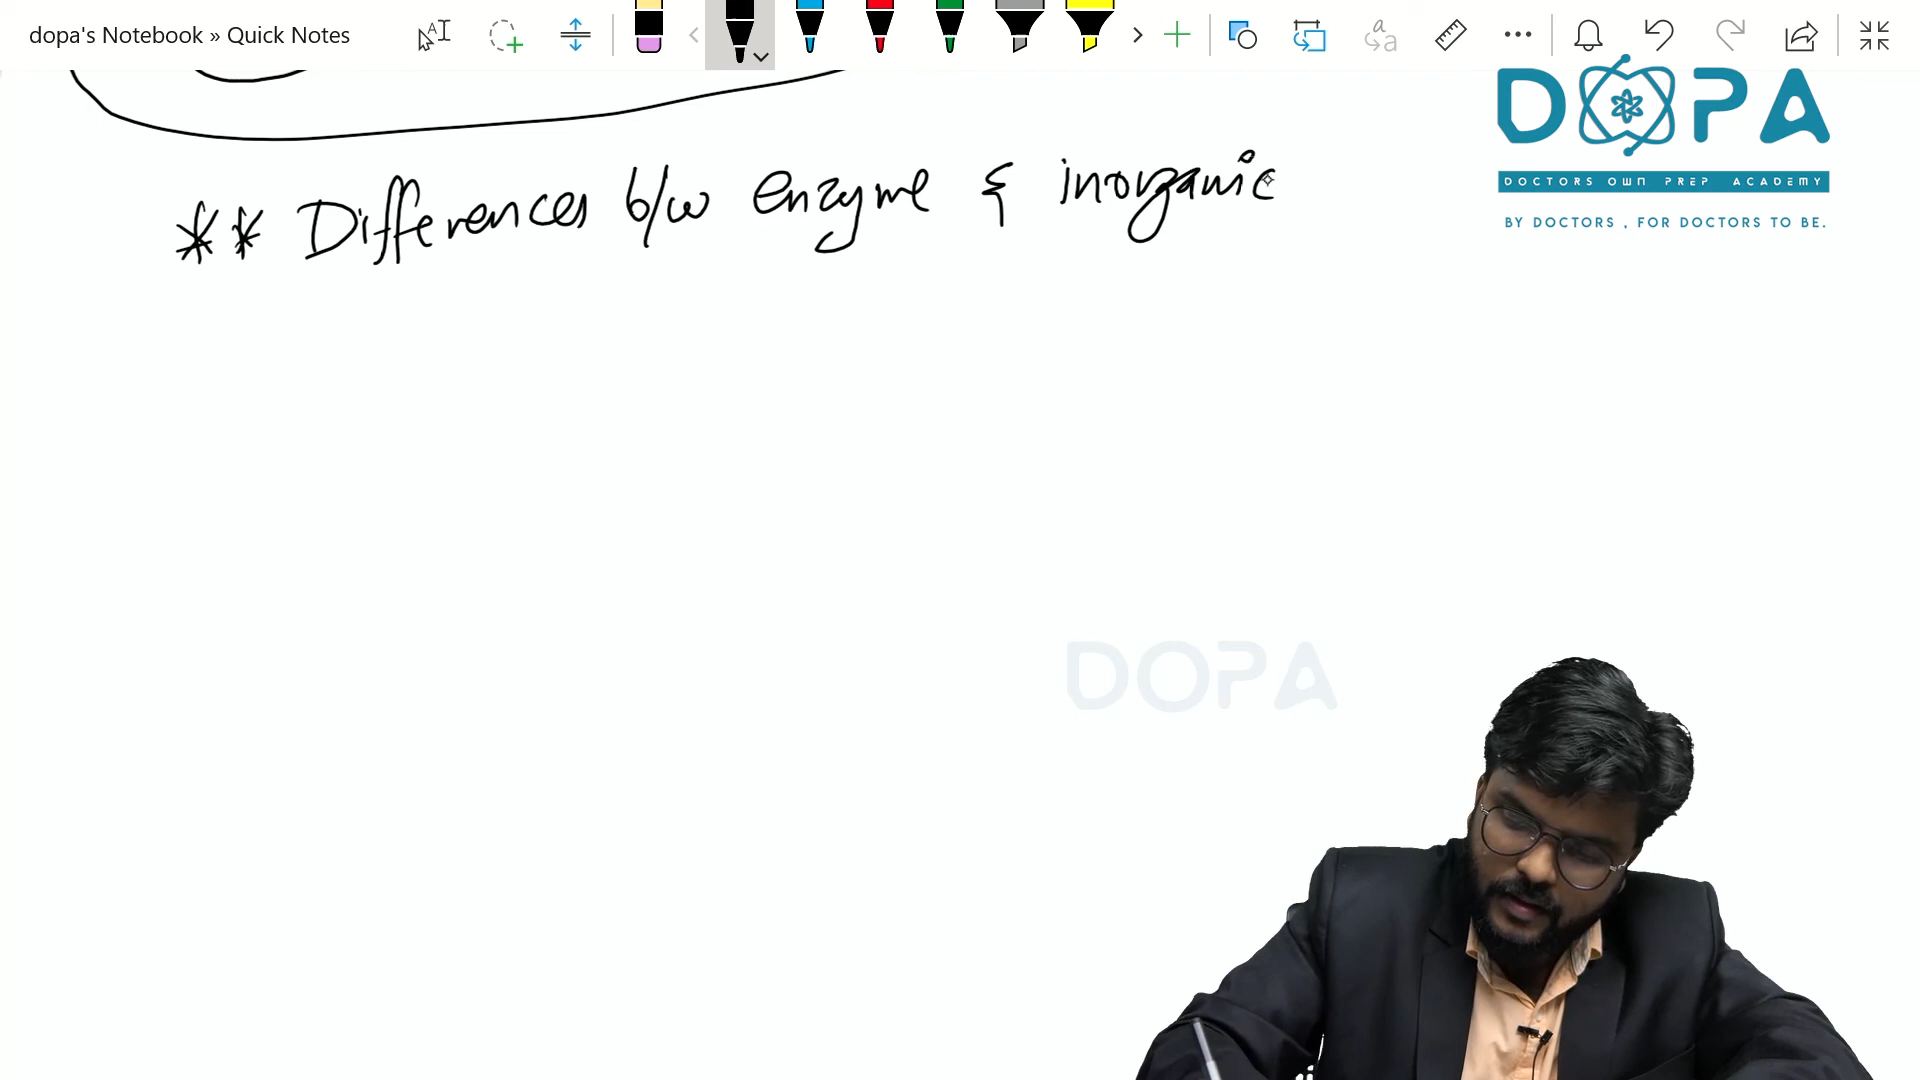 dopa's Notebook » Quick Notes
DOPA
DOCTORS OWN PREP ACADEMY
BY DOCTORS , FOR DOCTORS TO BE.
** Differences b/w enzyme & inorganic
DOPA